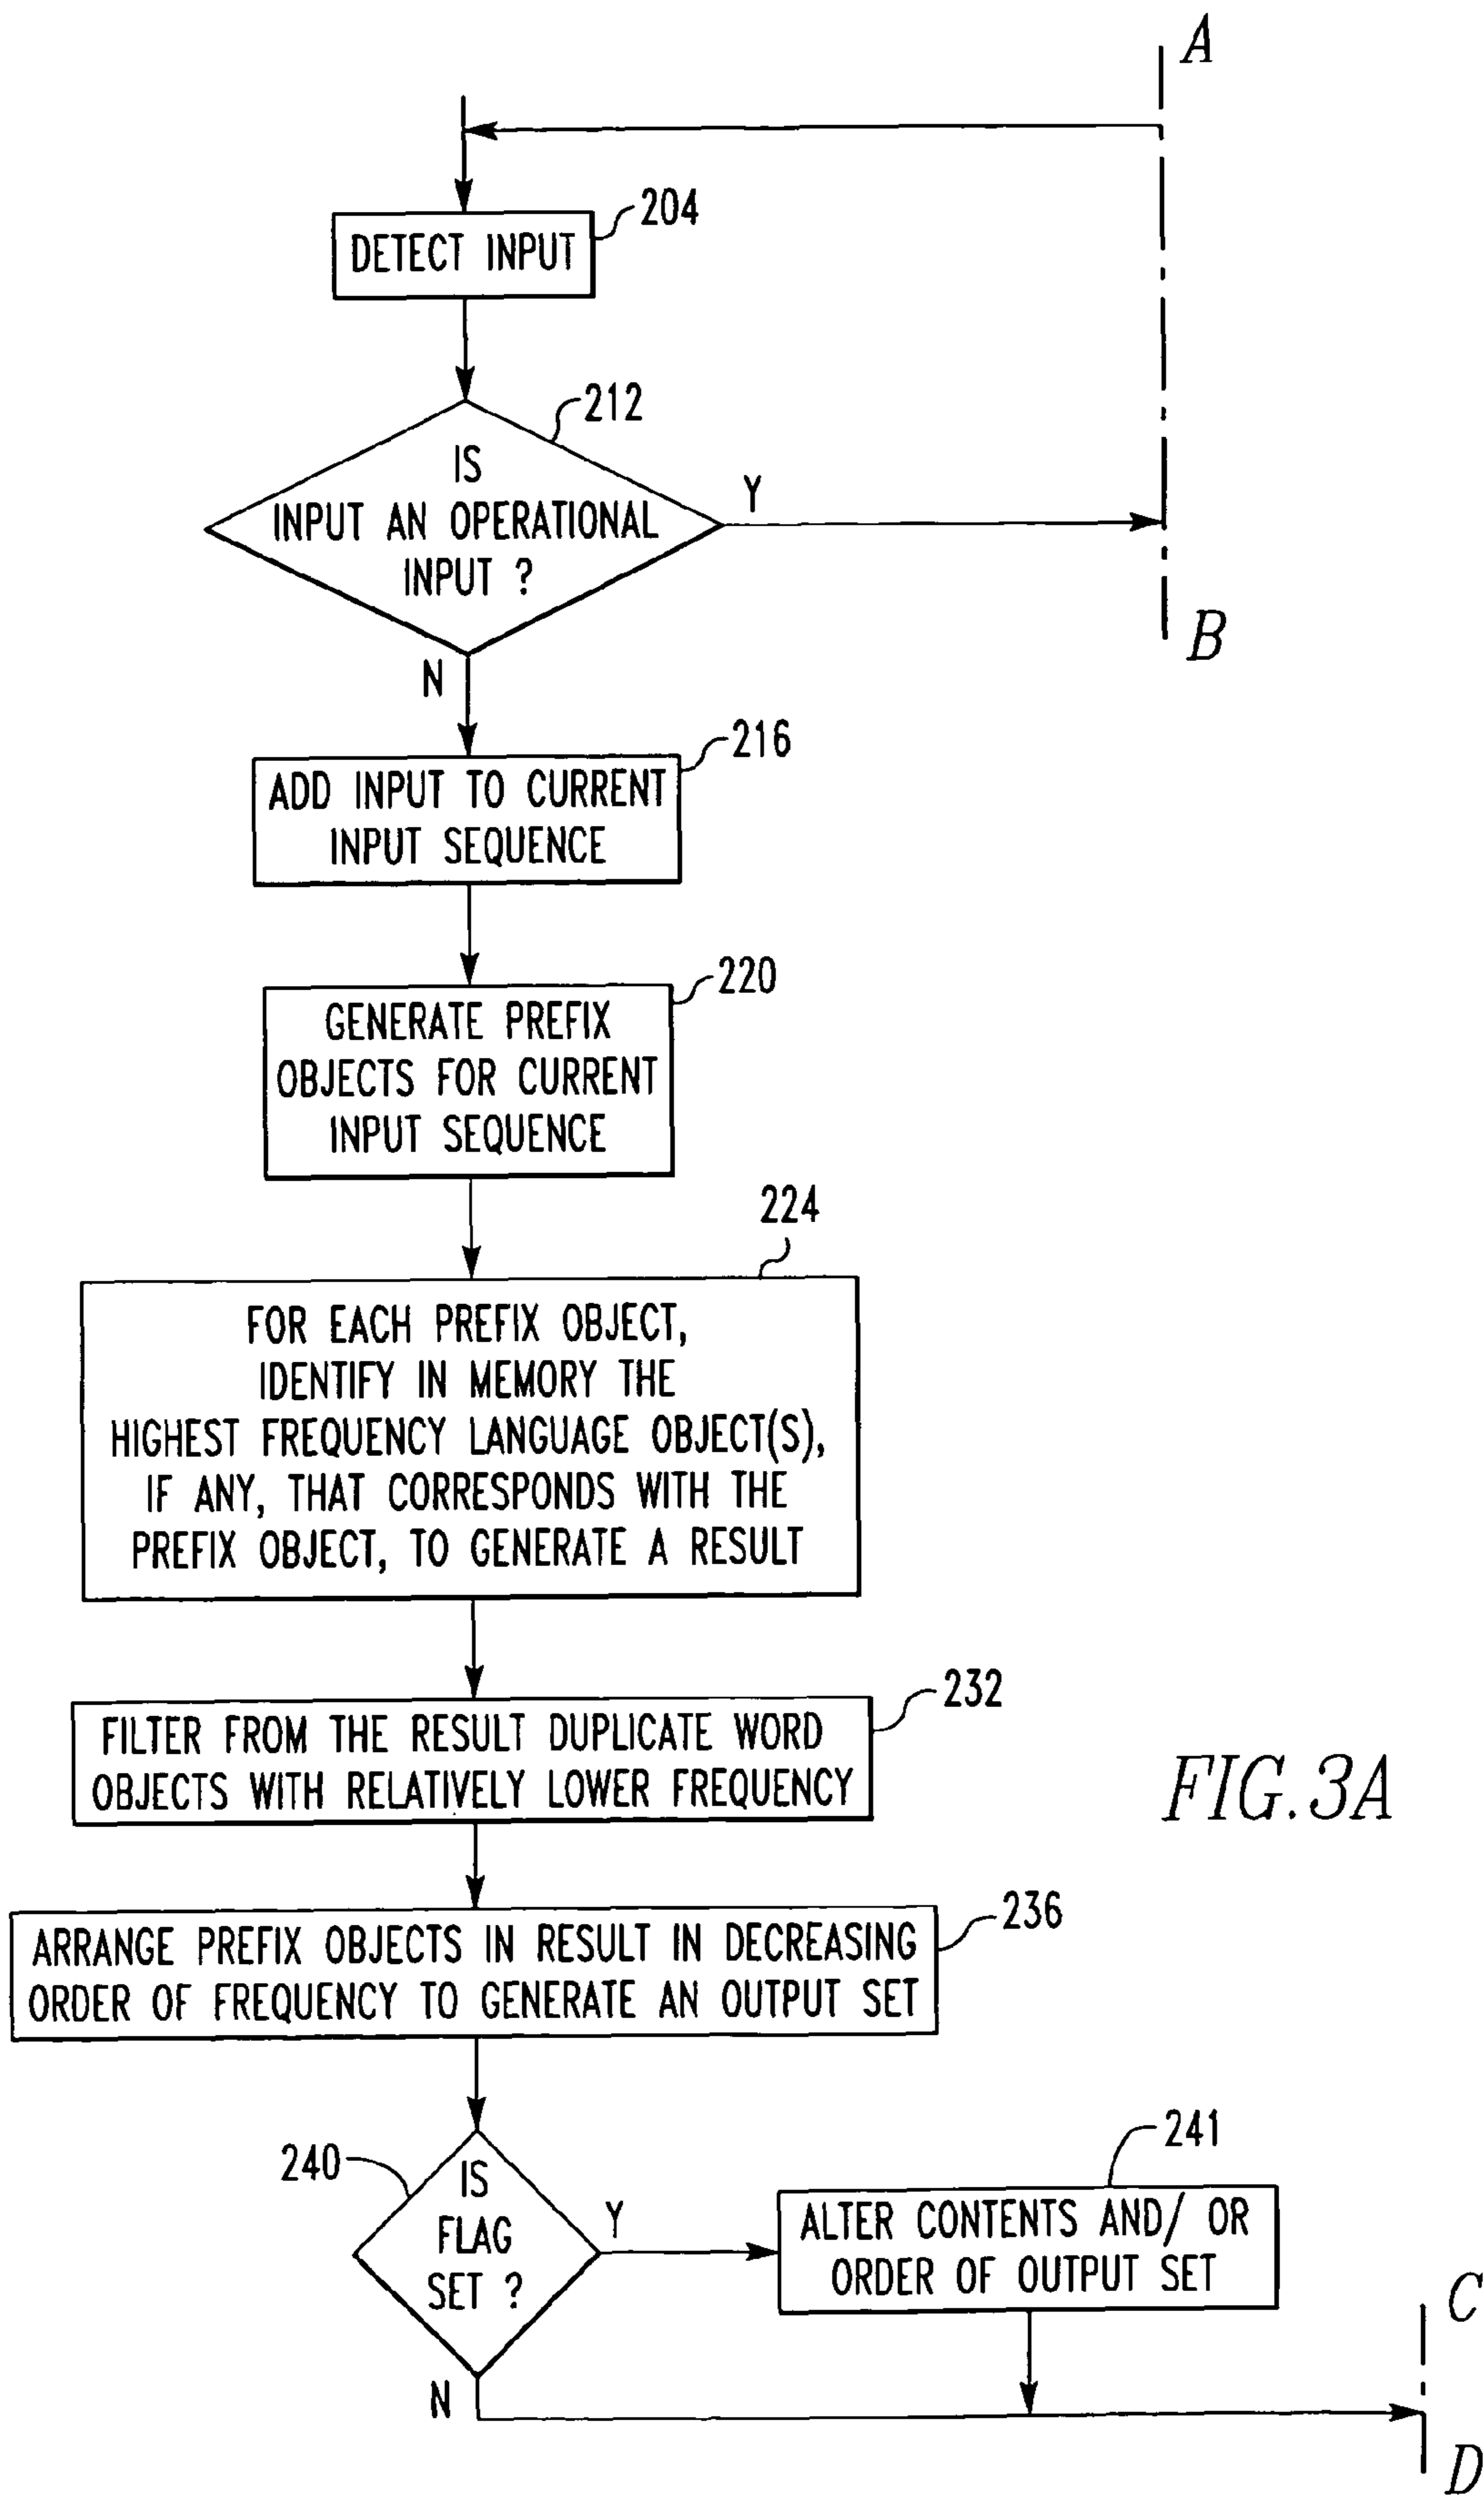 A
204
DETECT INPUT
212
IS
INPUT AN OPERATIONAL
INPUT ?
Y
B
N
216
ADD INPUT TO CURRENT
INPUT SEQUENCE
220
GENERATE PREFIX
OBJECTS FOR CURRENT
INPUT SEQUENCE
224
FOR EACH PREFIX OBJECT,
IDENTIFY IN MEMORY THE
HIGHEST FREQUENCY LANGUAGE OBJECT(S),
IF ANY, THAT CORRESPONDS WITH THE
PREFIX OBJECT, TO GENERATE A RESULT
232
FILTER FROM THE RESULT DUPLICATE WORD
OBJECTS WITH RELATIVELY LOWER FREQUENCY
FIG. 3A
236
ARRANGE PREFIX OBJECTS IN RESULT IN DECREASING
ORDER OF FREQUENCY TO GENERATE AN OUTPUT SET
240
IS
FLAG
SET ?
Y
241
ALTER CONTENTS AND/ OR
ORDER OF OUTPUT SET
C
N
D